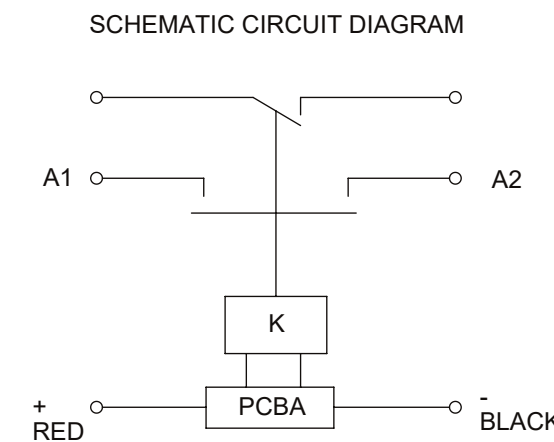 SCHEMATIC CIRCUIT DIAGRAM
A1
A2
K
PCBA
+
RED
-
BLACK